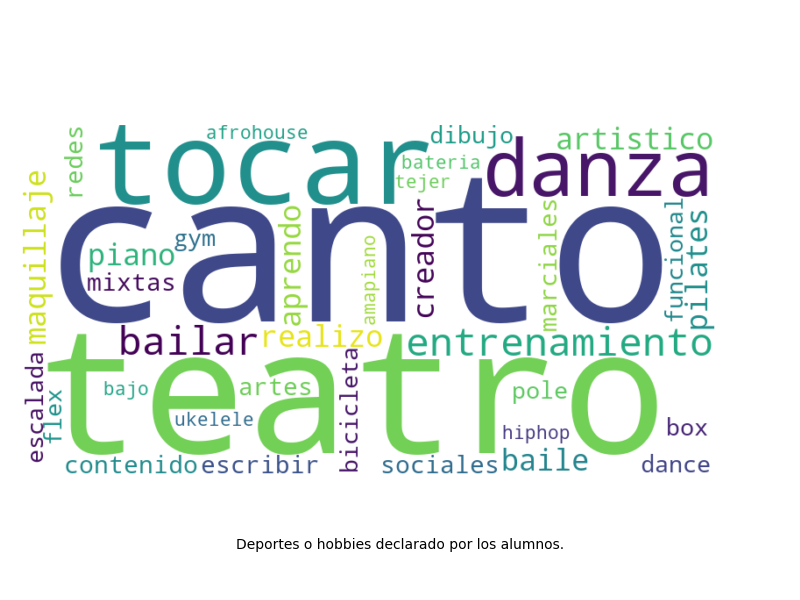 redes
tocar
afrohouse
dibujo
artistico
bateria
tejer
danza
maquillaje
canto
piano
gym
mixtas
aprendo
amapiano
creador
marciales
funcional
pilates
bailar
realizo
entrenamiento
escalada
flex
teatro
bajo
artes
ukelele
bicicleta
pole
hiphop
box
contenido
escribir
sociales
baile
dance
Deportes o hobbies declarado por los alumnos.